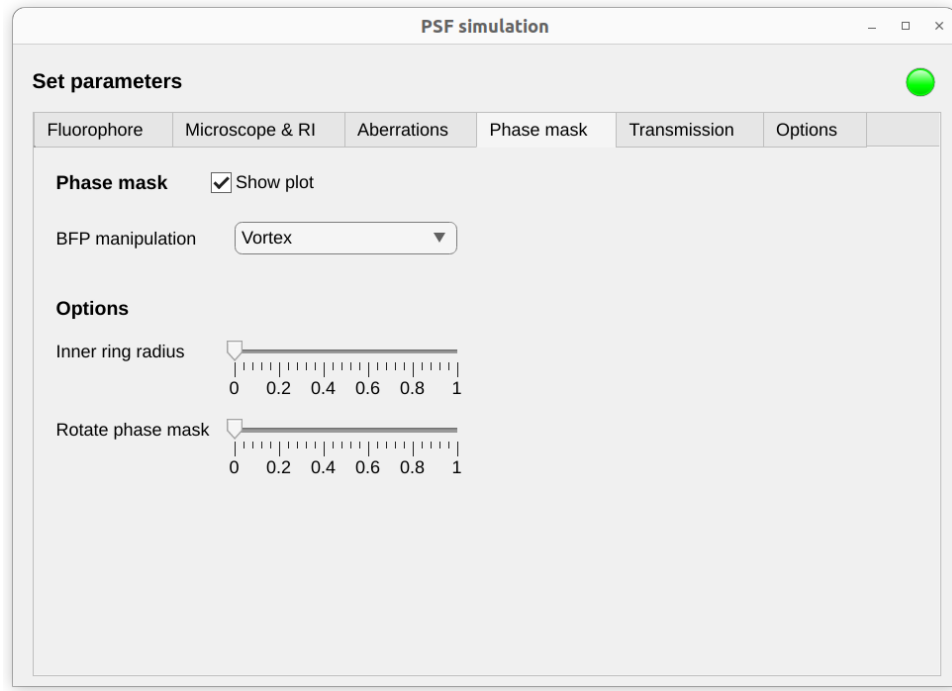 PSF simulation
Set parameters
Fluorophore Microscope & RI Aberrations Phase mask Transmission Options
Phase mask Show plot
BFP manipulation Vortex
Options
Inner ring radius
0 0.2 0.4 0.6 0.8 1
Rotate phase mask
0 0.2 0.4 0.6 0.8 1